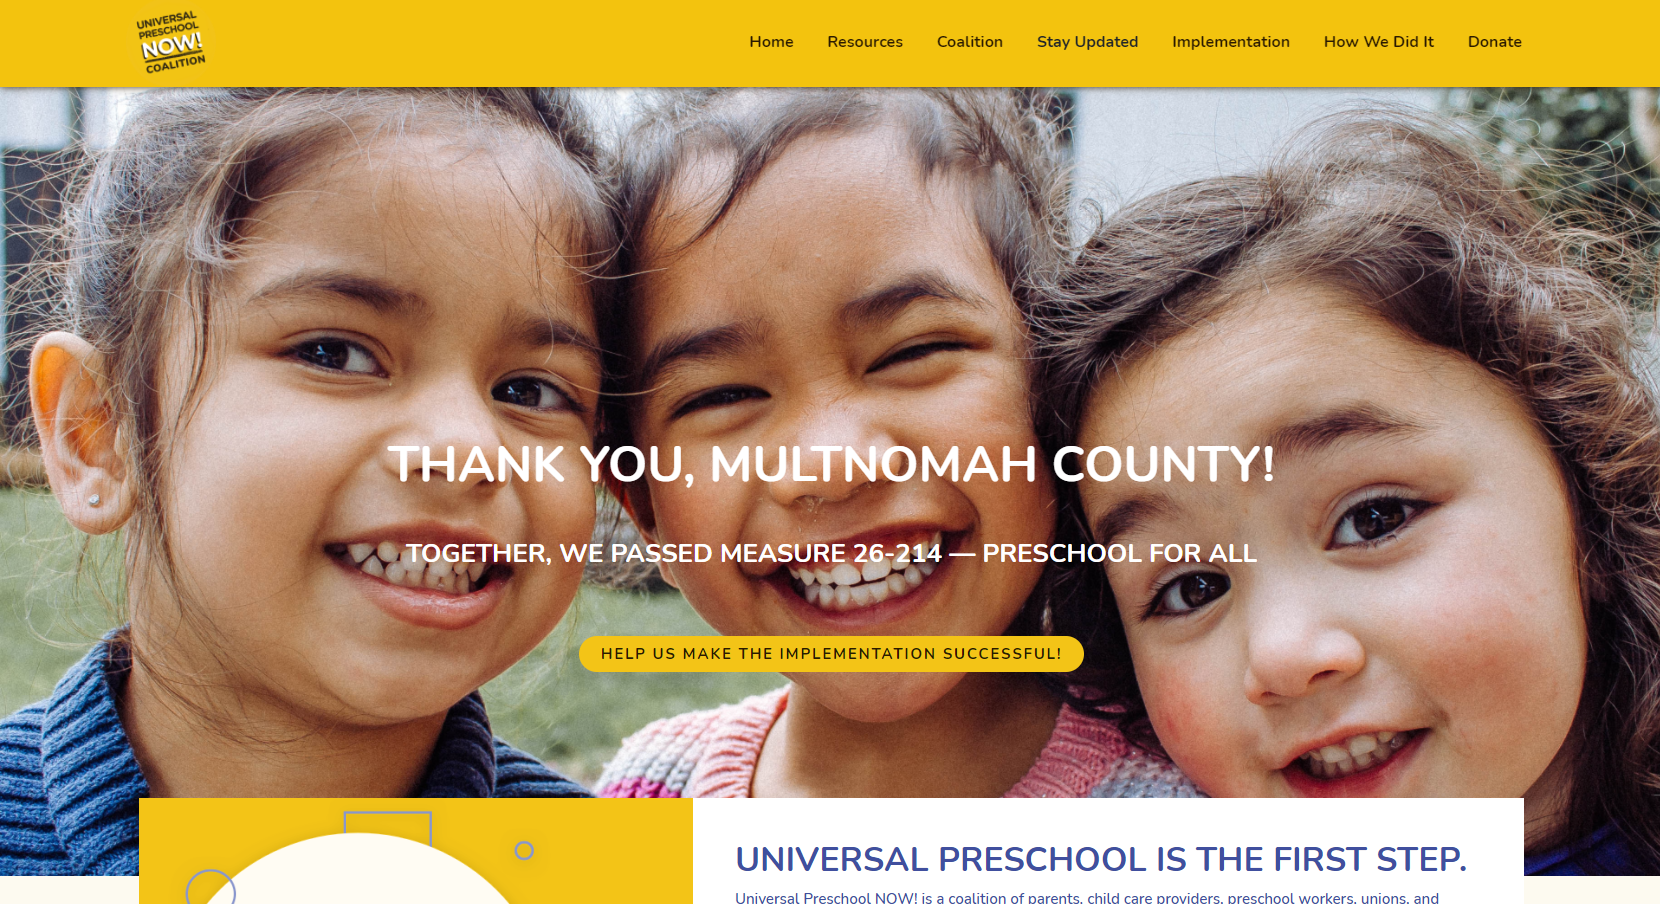 UNIVERSAL
PRESCHOOL
NOW!
COALITION
Home Resources Coalition Stay Updated Implementation How We Did It Donate
THANK YOU, MULTNOMAH COUNTY!
TOGETHER, WE PASSED MEASURE 26-214 — PRESCHOOL FOR ALL
HELP US MAKE THE IMPLEMENTATION SUCCESSFUL!
UNIVERSAL PRESCHOOL IS THE FIRST STEP.
Universal Preschool NOW! is a coalition of parents, child care providers, preschool workers, unions, and